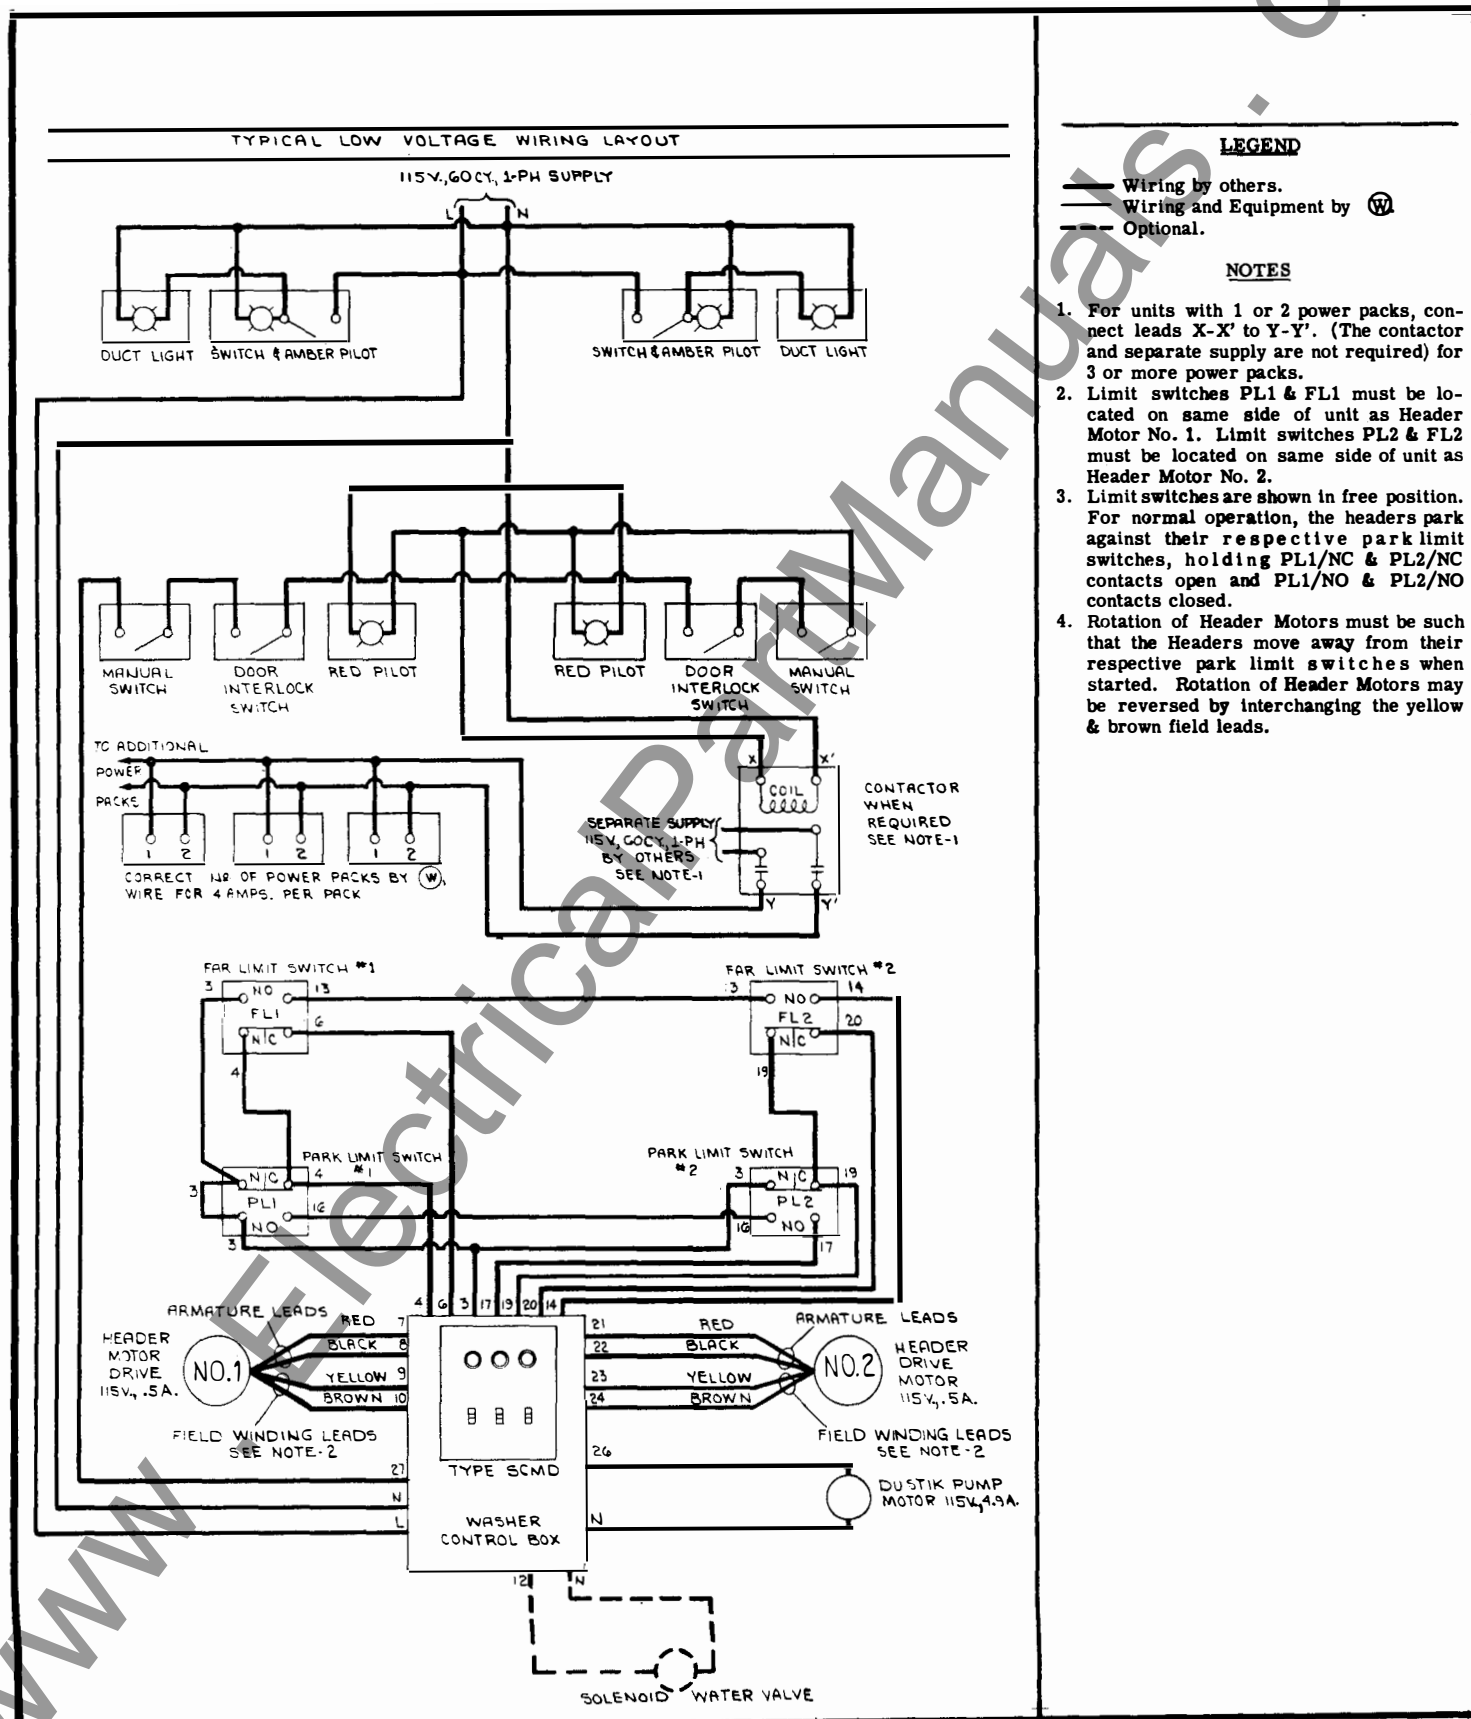 TYPICAL LOW VOLTAGE WIRING LAYOUT
115V., 60CY., 1-PH SUPPLY
L N
DUCT LIGHT
SWITCH & AMBER PILOT
SWITCH & AMBER PILOT
DUCT LIGHT
MANUAL
SWITCH
DOOR
INTERLOCK
SWITCH
RED PILOT
RED PILOT
DOOR
INTERLOCK
SWITCH
MANUAL
SWITCH
TO ADDITIONAL
POWER
PACKS
1 2
1 2
1 2
CORRECT NO. OF POWER PACKS BY W,
WIRE FOR 4 AMPS. PER PACK
X X'
COIL
SEPARATE SUPPLY
115V, 60CY, 1-PH
BY OTHERS
SEE NOTE-1
Y Y'
CONTACTOR
WHEN
REQUIRED
SEE NOTE-1
FAR LIMIT SWITCH #1
3 NO 13
FL1
N/C 6
4
FAR LIMIT SWITCH #2
13 NO 14
FL2
N/C 20
19
PARK LIMIT SWITCH
#1
N/C 4
3 PL1
16
NO
3
PARK LIMIT SWITCH
#2
3 N/C 19
PL2
16 NO
17
4 6 3 17 19 20 14
ARMATURE LEADS
HEADER
MOTOR
DRIVE
115V., .5A.
NO.1
RED 7
BLACK 8
YELLOW 9
BROWN 10
FIELD WINDING LEADS
SEE NOTE-2
27
N
L
TYPE SCMD
WASHER
CONTROL BOX
21 RED
22 BLACK
23 YELLOW
24 BROWN
ARMATURE LEADS
NO.2
HEADER
DRIVE
MOTOR
115V., .5A.
FIELD WINDING LEADS
SEE NOTE-2
26
N
DUSTIK PUMP
MOTOR 115V., 4.9A.
12 N
SOLENOID WATER VALVE
LEGEND
Wiring by others.
Wiring and Equipment by W.
Optional.
NOTES
1. For units with 1 or 2 power packs, con-
nect leads X-X' to Y-Y'. (The contactor
and separate supply are not required) for
3 or more power packs.
2. Limit switches PL1 & FL1 must be lo-
cated on same side of unit as Header
Motor No. 1. Limit switches PL2 & FL2
must be located on same side of unit as
Header Motor No. 2.
3. Limit switches are shown in free position.
For normal operation, the headers park
against their respective park limit
switches, holding PL1/NC & PL2/NC
contacts open and PL1/NO & PL2/NO
contacts closed.
4. Rotation of Header Motors must be such
that the Headers move away from their
respective park limit switches when
started. Rotation of Header Motors may
be reversed by interchanging the yellow
& brown field leads.
www . ElectricalPartManuals . c